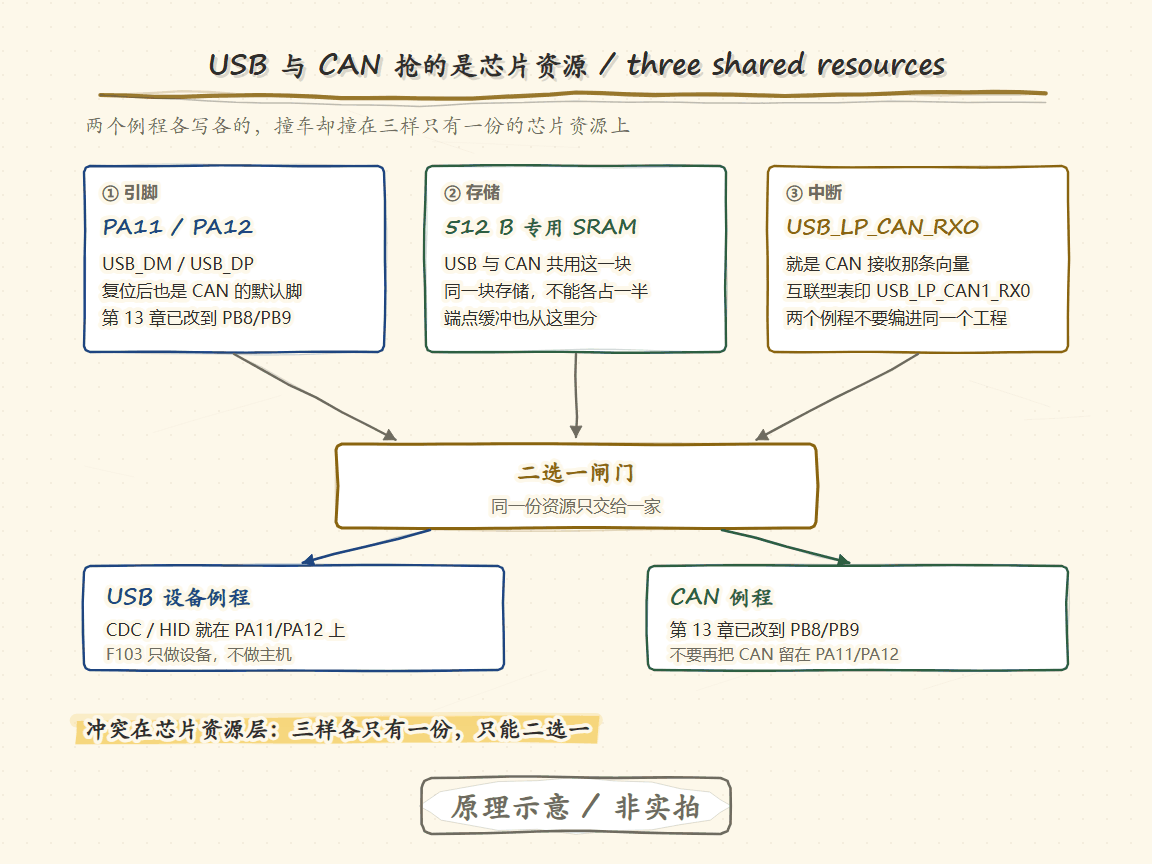 USB 与 CAN 抢的是芯片资源 / three shared resources
两个例程各写各的，撞车却撞在三样只有一份的芯片资源上
① 引脚
PA11 / PA12
USB_DM / USB_DP
复位后也是 CAN 的默认脚
第 13 章已改到 PB8/PB9
② 存储
512 B 专用 SRAM
USB 与 CAN 共用这一块
同一块存储，不能各占一半
端点缓冲也从这里分
③ 中断
USB_LP_CAN_RX0
就是 CAN 接收那条向量
互联型表印 USB_LP_CAN1_RX0
两个例程不要编进同一个工程
二选一闸门
同一份资源只交给一家
USB 设备例程
CDC / HID 就在 PA11/PA12 上
F103 只做设备，不做主机
CAN 例程
第 13 章已改到 PB8/PB9
不要再把 CAN 留在 PA11/PA12
冲突在芯片资源层：三样各只有一份，只能二选一
原理示意 / 非实拍